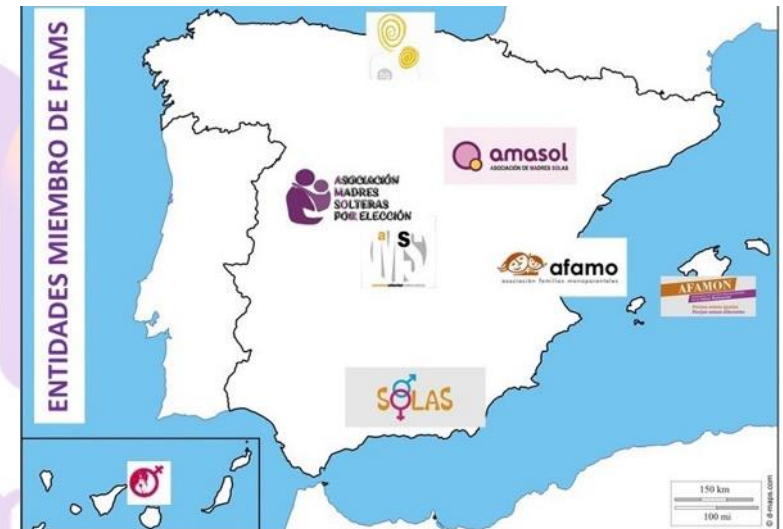 ENTIDADES MIEMBRO DE FAMS
amasol
ASOCIACIÓN DE MADRES SOLAS
ASOCIACIÓN
MADRES
SOLTERAS
POR ELECCIÓN
a S
afamo
asociación familias monoparentales
AFAMON
SOLAS
150 km
100 mi
d-maps.com